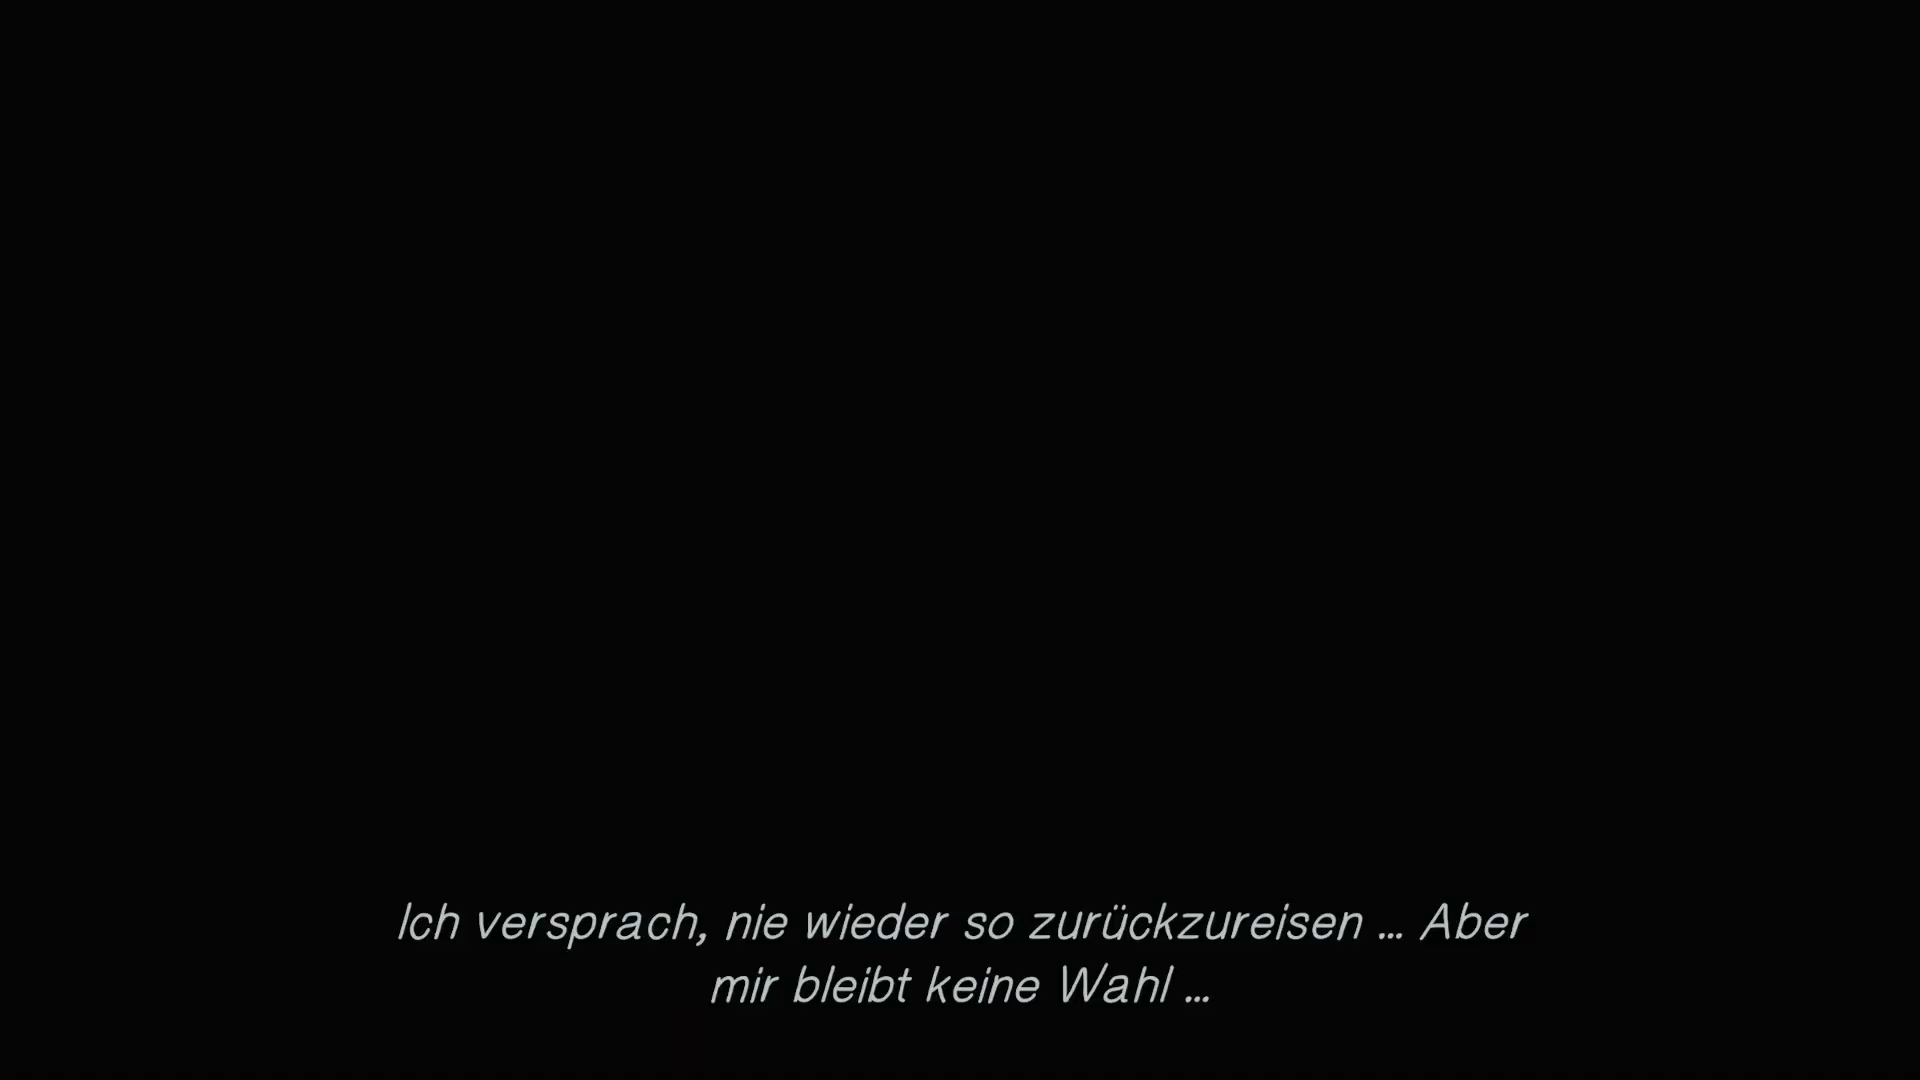 Ich versprach, nie wieder so zurückzureisen ... Aber
mir bleibt keine Wahl ...